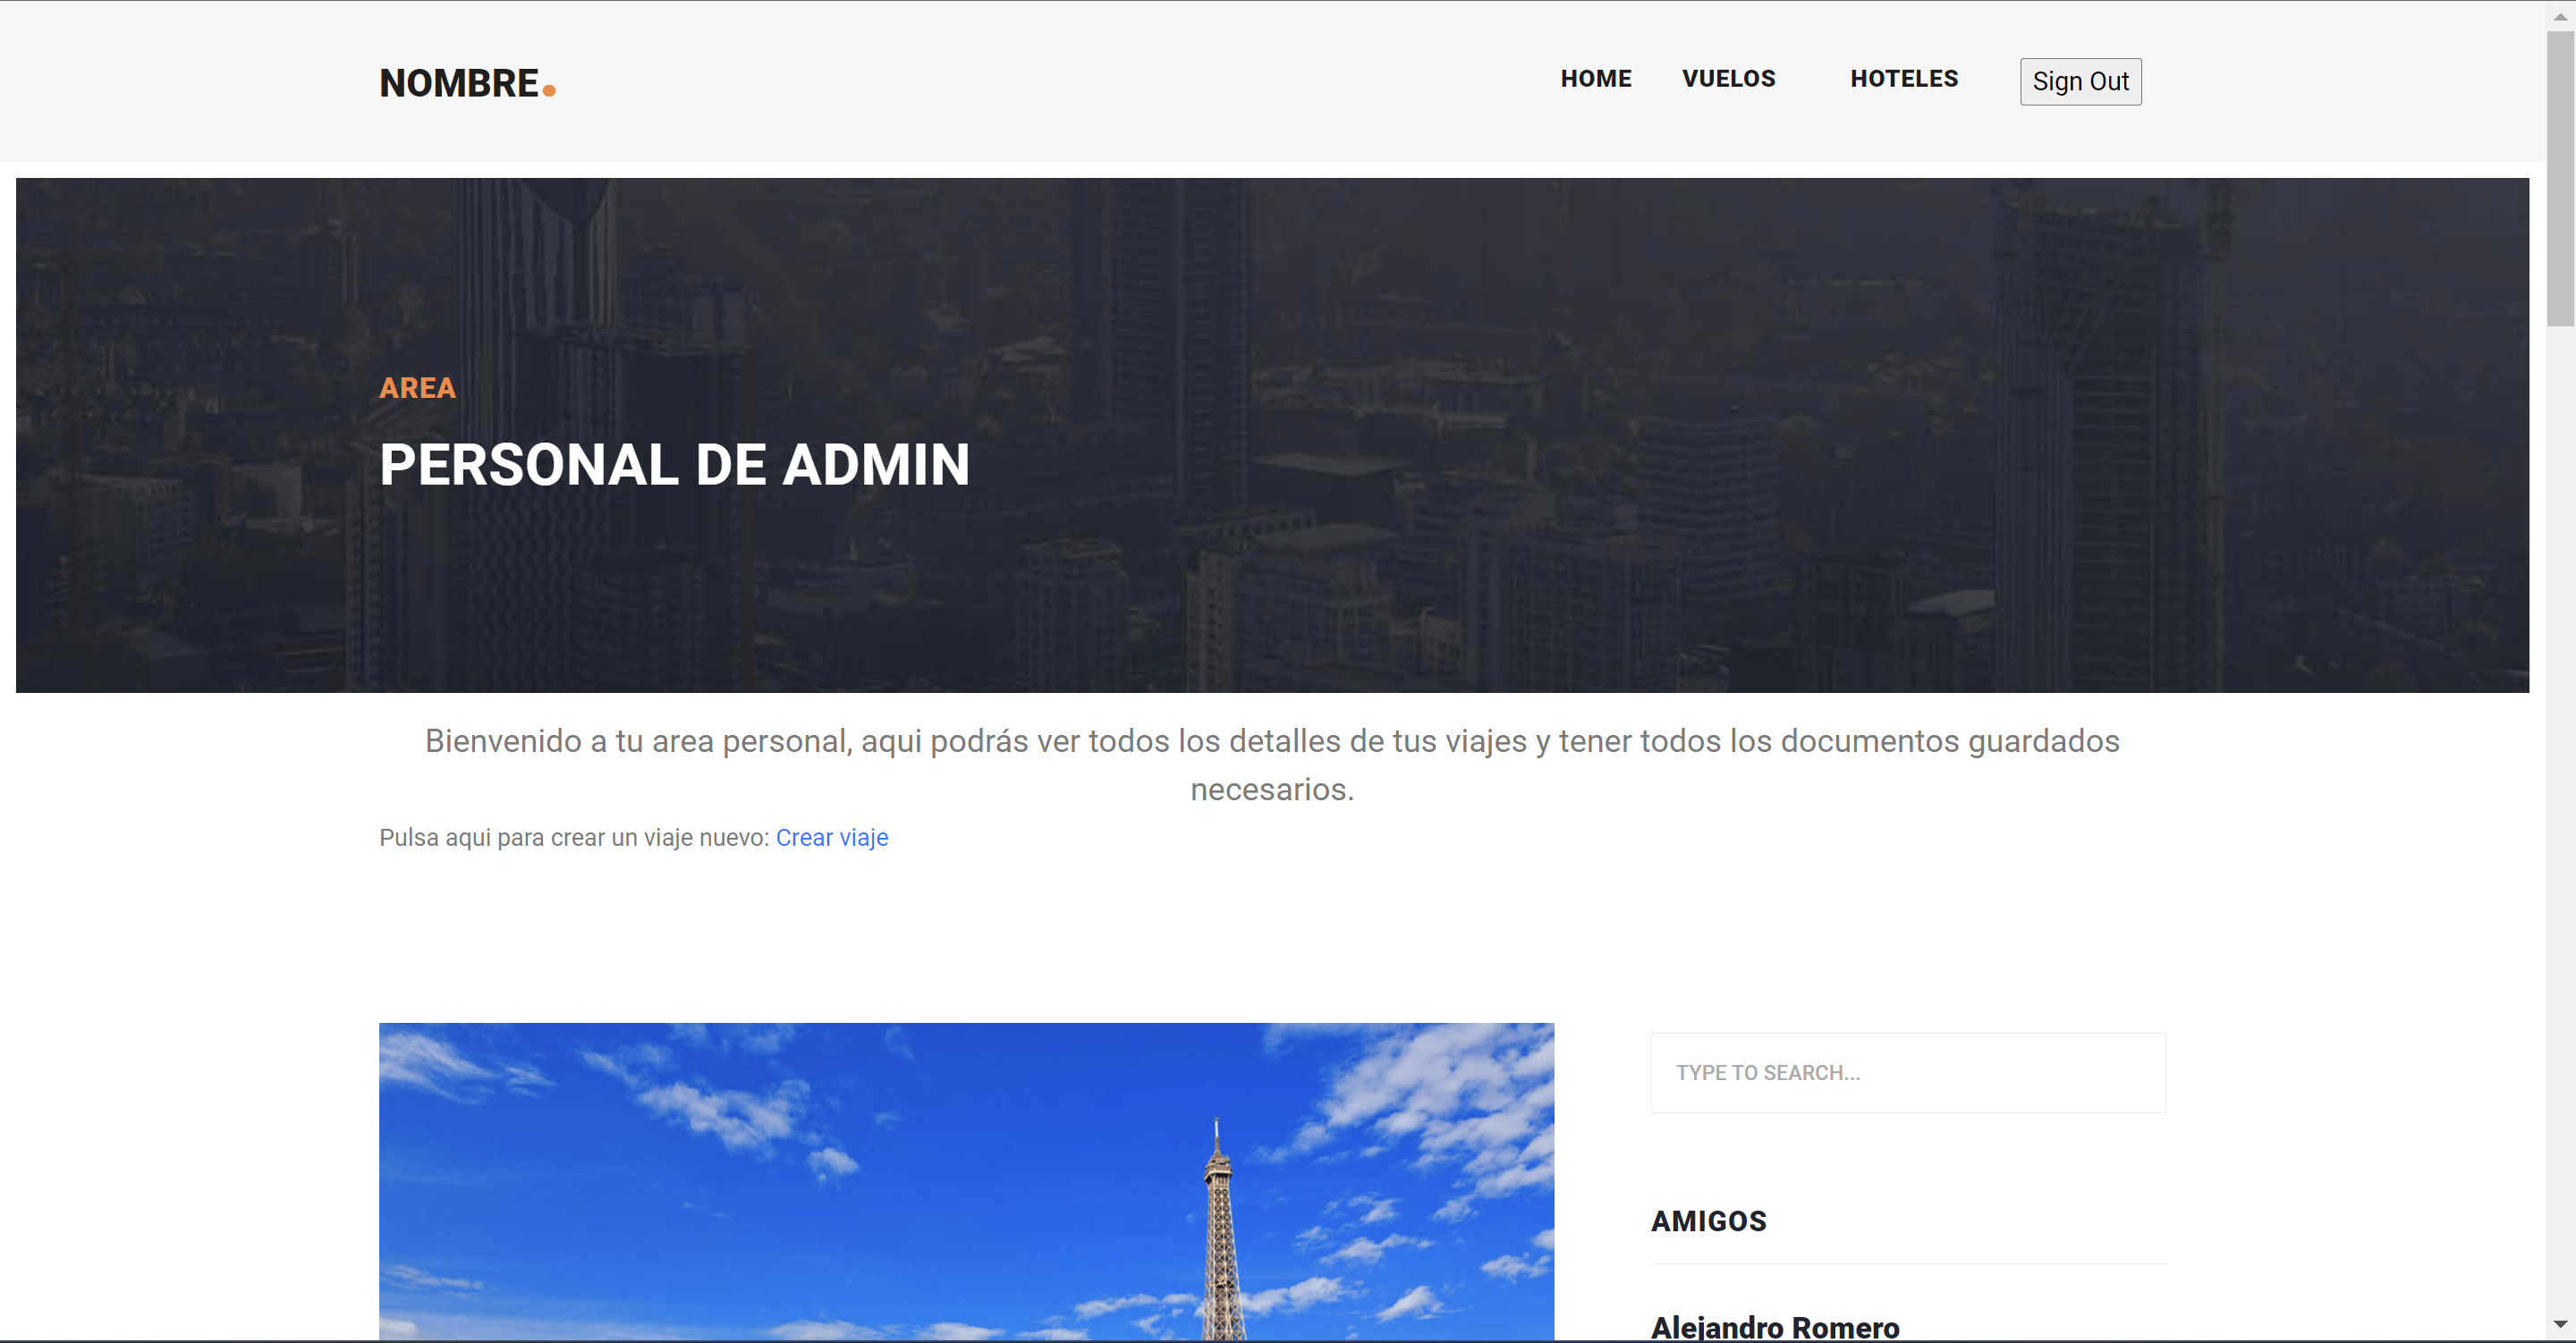 NOMBRE.
HOME VUELOS HOTELES Sign Out
AREA
PERSONAL DE ADMIN
Bienvenido a tu area personal, aqui podrás ver todos los detalles de tus viajes y tener todos los documentos guardados
necesarios.
Pulsa aqui para crear un viaje nuevo: Crear viaje
TYPE TO SEARCH...
AMIGOS
Alejandro Romero